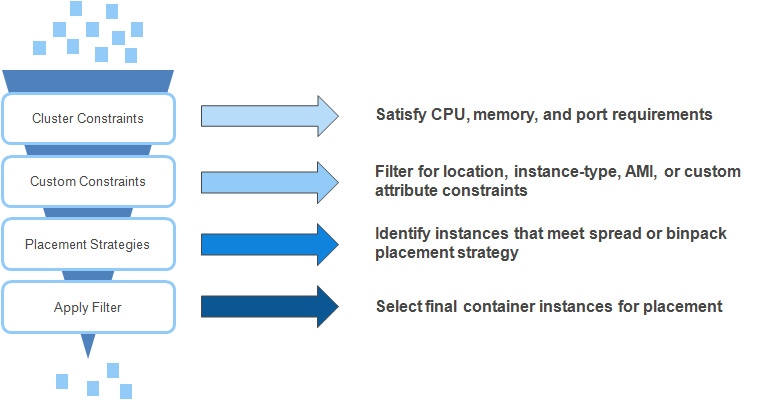 Cluster Constraints
Satisfy CPU, memory, and port requirements
Custom Constraints
Filter for location, instance-type, AMI, or custom
attribute constraints
Placement Strategies
Identify instances that meet spread or binpack
placement strategy
Apply Filter
Select final container instances for placement